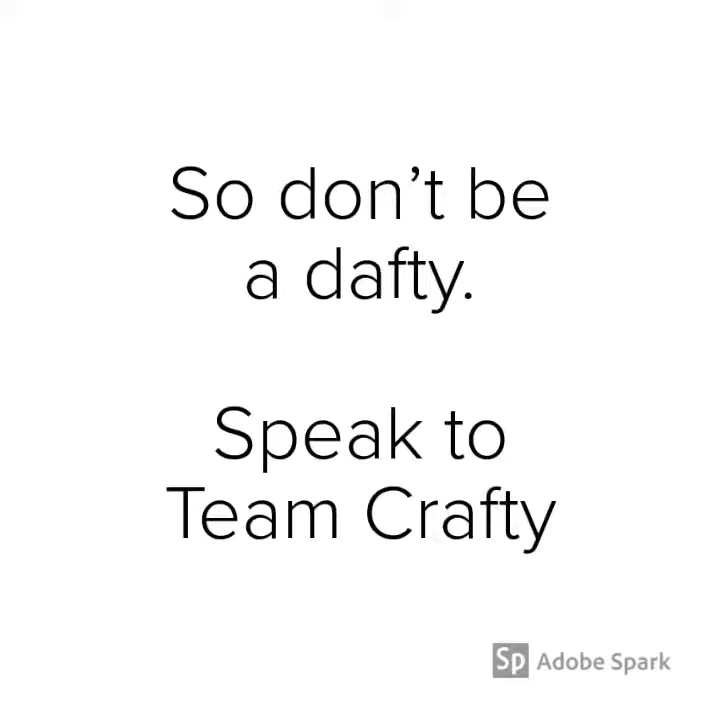 So don’t be
a dafty.
Speak to
Team Crafty
Sp Adobe Spark